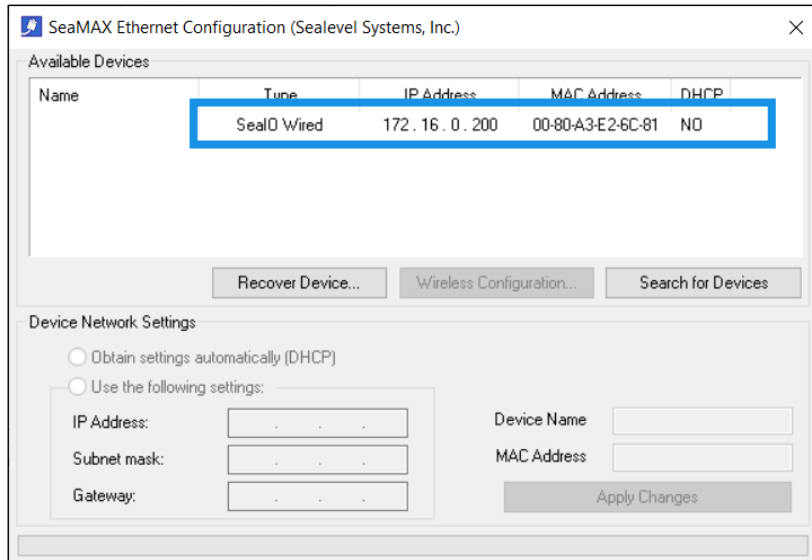 SeaMAX Ethernet Configuration (Sealevel Systems, Inc.)
Available Devices
Name Type IP Address MAC Address DHCP
SeaIO Wired 172 . 16 . 0 . 200 00-80-A3-E2-6C-81 NO
Recover Device... Wireless Configuration... Search for Devices
Device Network Settings
Obtain settings automatically (DHCP)
Use the following settings:
IP Address: . . . Device Name
Subnet mask: . . . MAC Address
Gateway: . . . Apply Changes